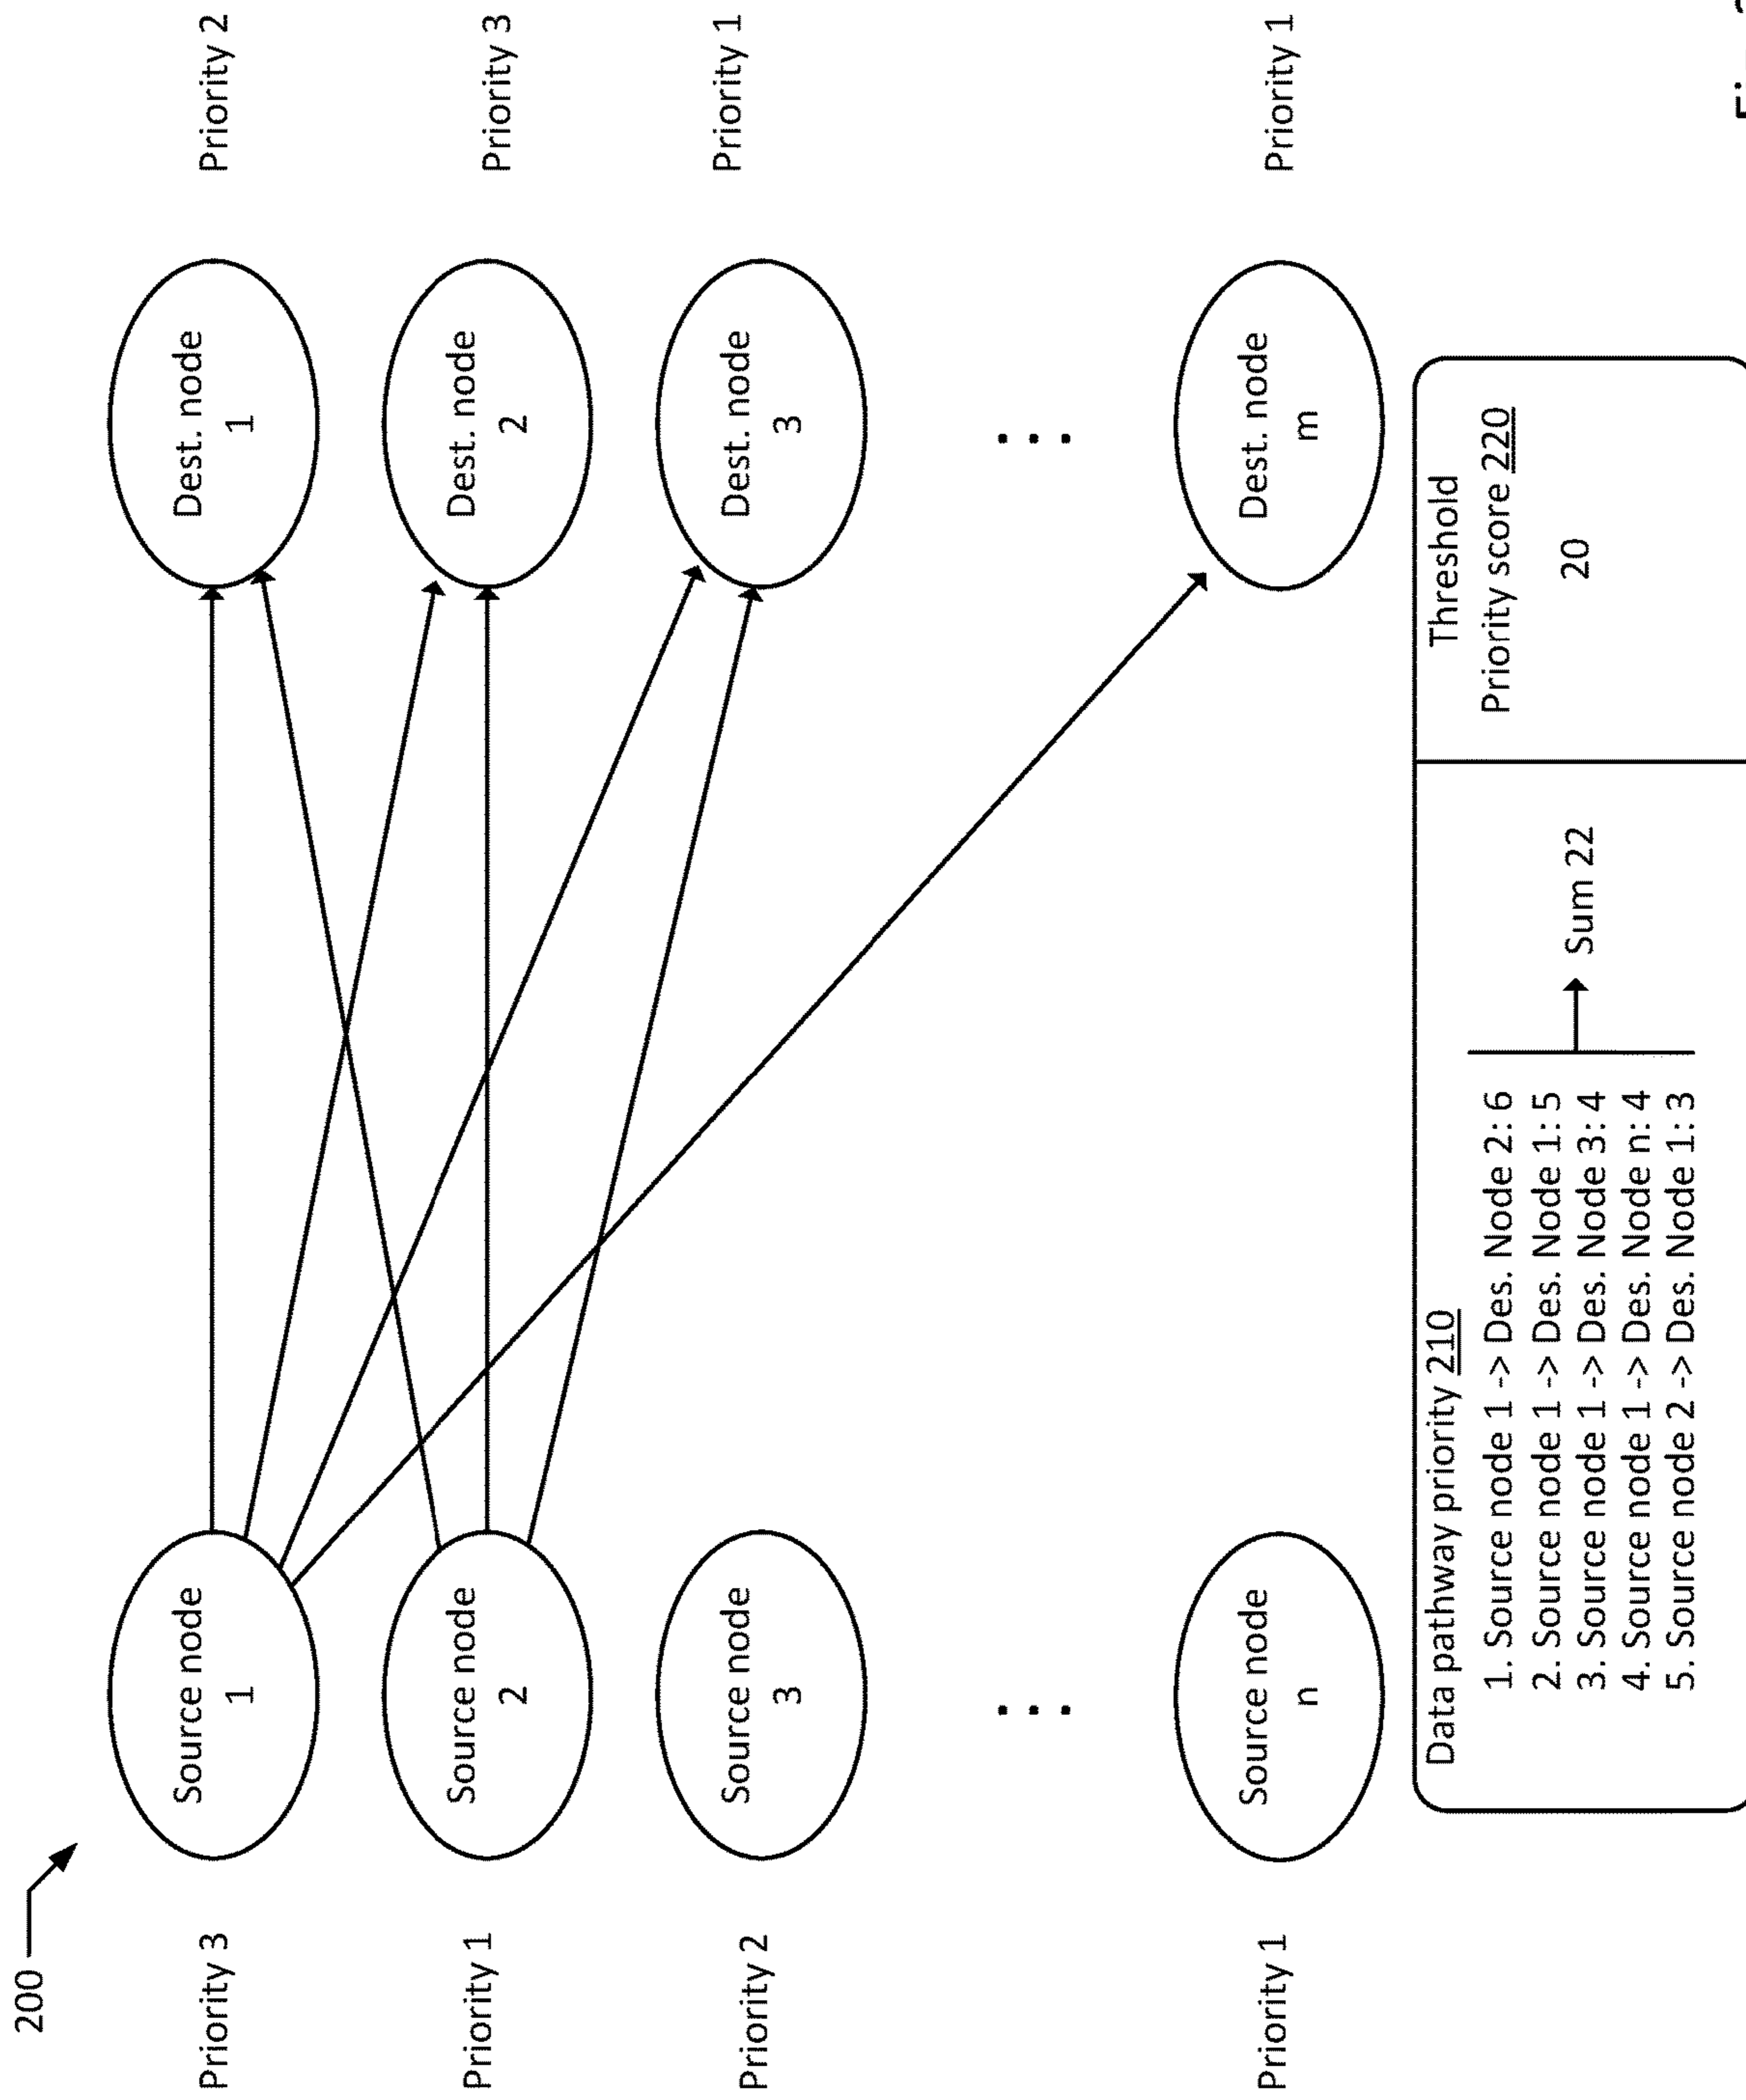 200
Priority 3
Source node
1
Dest. node
1
Priority 2
Priority 1
Source node
2
Dest. node
2
Priority 3
Priority 2
Source node
3
Dest. node
3
Priority 1
...
...
Priority 1
Source node
n
Dest. node
m
Priority 1
Data pathway priority 210
1. Source node 1 -> Des. Node 2: 6
2. Source node 1 -> Des. Node 1: 5
3. Source node 1 -> Des. Node 3: 4
4. Source node 1 -> Des. Node n: 4
5. Source node 2 -> Des. Node 1: 3
Sum 22
Threshold
Priority score 220
20